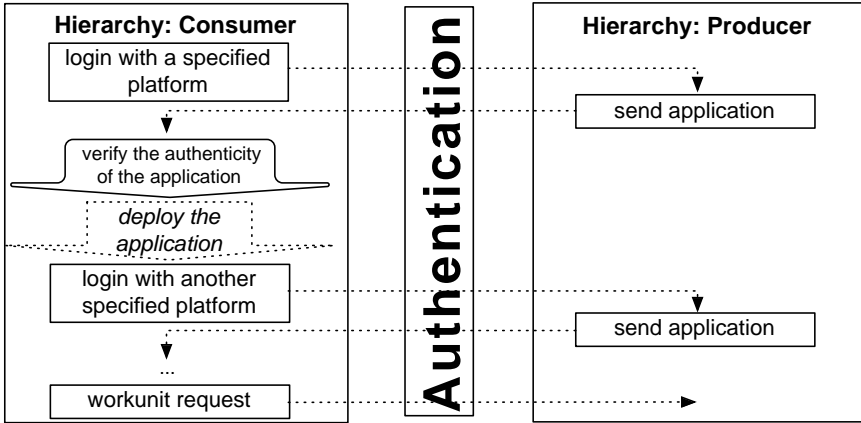 Hierarchy: Consumer
login with a specified
platform
verify the authenticity
of the application
deploy the
application
login with another
specified platform
...
workunit request
Authentication
Hierarchy: Producer
send application
send application